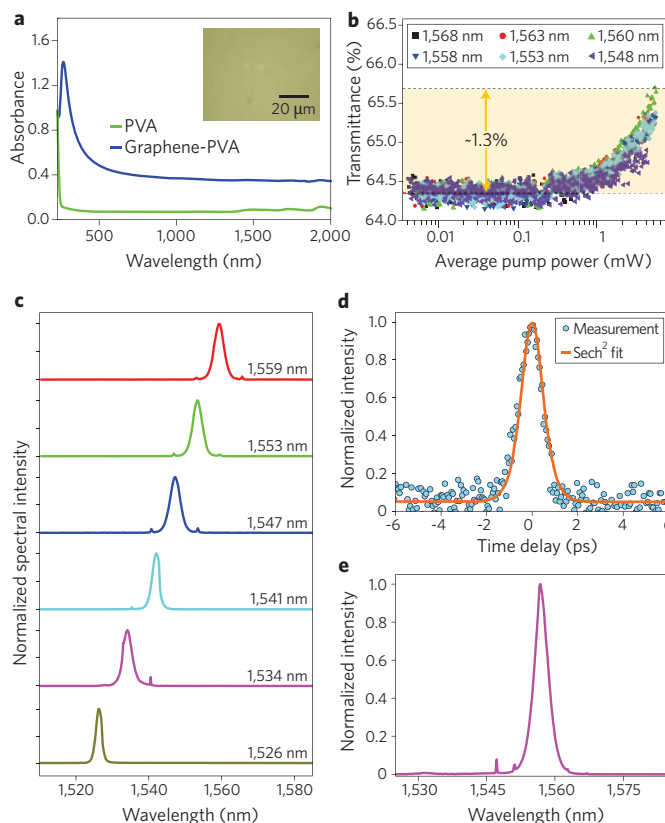 a
1.6
1.2
0.8
0.4
0.0
Absorbance
20 μm
PVA
Graphene-PVA
500
1,000
1,500
2,000
Wavelength (nm)
b
66.5
66.0
65.5
65.0
64.5
64.0
Transmittance (%)
1,568 nm 1,563 nm 1,560 nm
1,558 nm 1,553 nm 1,548 nm
~1.3%
0.01
0.1
1
Average pump power (mW)
c
Normalized spectral intensity
1,559 nm
1,553 nm
1,547 nm
1,541 nm
1,534 nm
1,526 nm
1,520
1,540
1,560
1,585
Wavelength (nm)
d
1.0
0.8
0.6
0.4
0.2
0.0
Normalized intensity
Measurement
Sech² fit
-6
-4
-2
0
2
4
6
Time delay (ps)
e
1.0
0.8
0.6
0.4
0.2
0
Normalized intensity
1,530
1,545
1,560
1,575
Wavelength (nm)